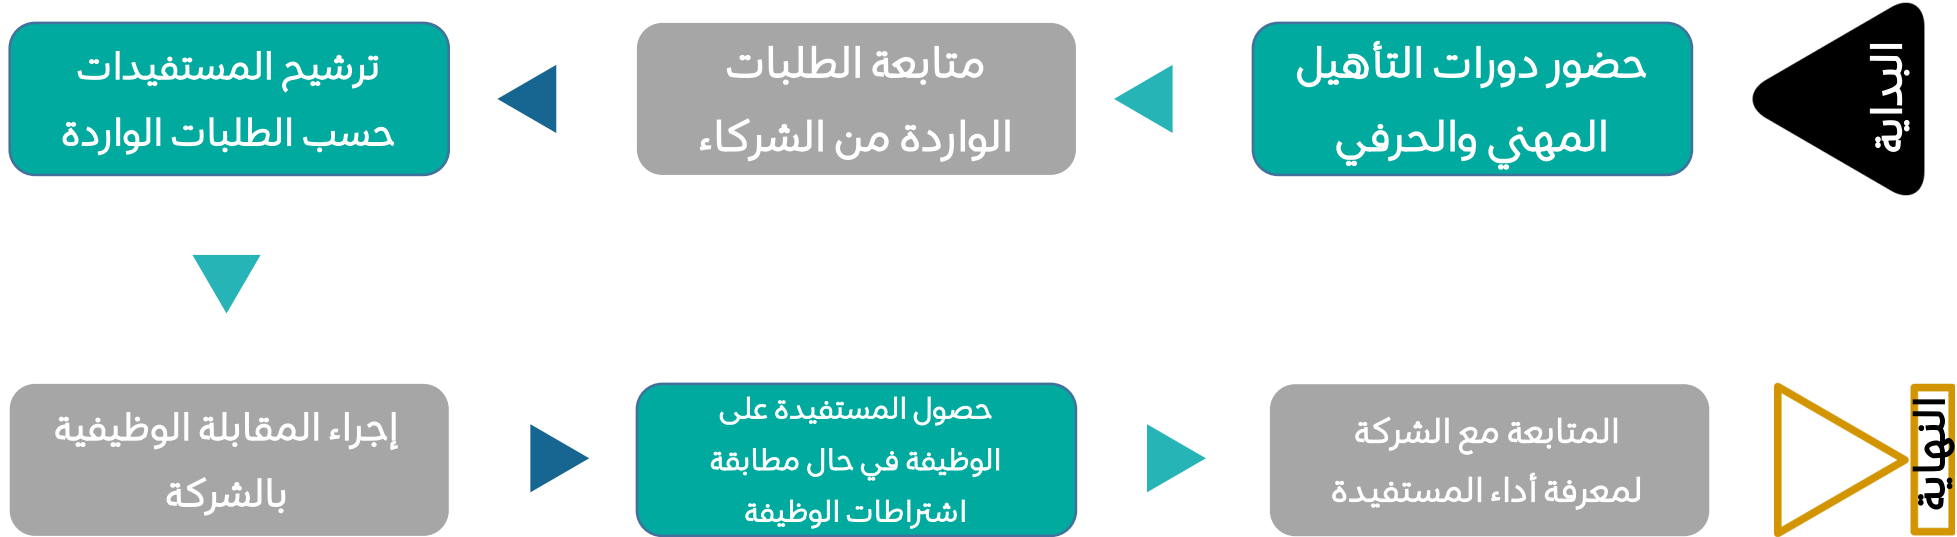 البداية
حضور دورات التأهيل
المهني والحرفي
متابعة الطلبات
الواردة من الشركاء
ترشيح المستفيدات
حسب الطلبات الواردة
إجراء المقابلة الوظيفية
بالشركة
حصول المستفيدة على
الوظيفة في حال مطابقة
اشتراطات الوظيفة
المتابعة مع الشركة
لمعرفة أداء المستفيدة
النهاية